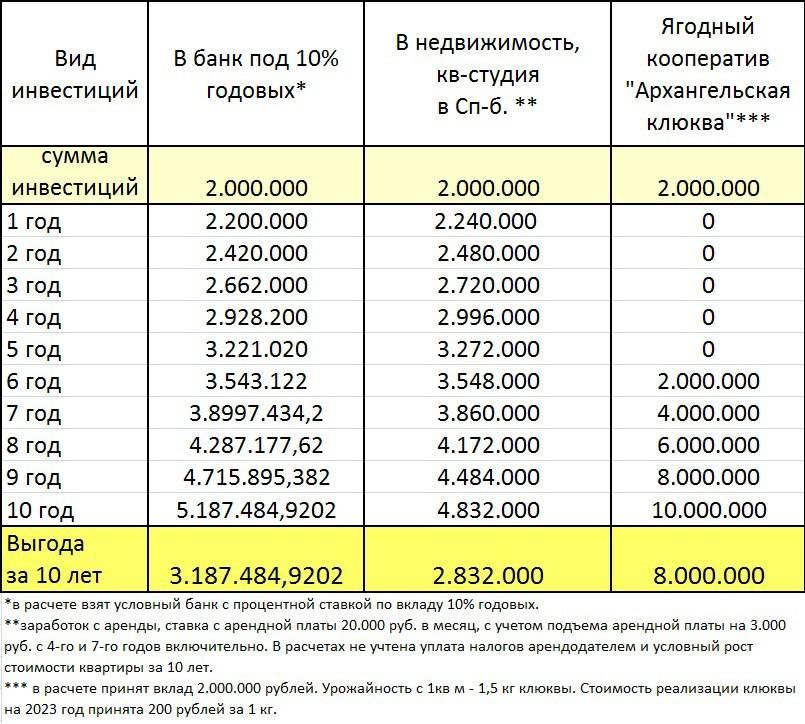 Вид инвестиций | В банк под 10% годовых* | В недвижимость, кв-студия в Сп-б. ** | Ягодный кооператив "Архангельская клюква"***
сумма инвестиций | 2.000.000 | 2.000.000 | 2.000.000
1 год | 2.200.000 | 2.240.000 | 0
2 год | 2.420.000 | 2.480.000 | 0
3 год | 2.662.000 | 2.720.000 | 0
4 год | 2.928.200 | 2.996.000 | 0
5 год | 3.221.020 | 3.272.000 | 0
6 год | 3.543.122 | 3.548.000 | 2.000.000
7 год | 3.8997.434,2 | 3.860.000 | 4.000.000
8 год | 4.287.177,62 | 4.172.000 | 6.000.000
9 год | 4.715.895,382 | 4.484.000 | 8.000.000
10 год | 5.187.484,9202 | 4.832.000 | 10.000.000
Выгода за 10 лет | 3.187.484,9202 | 2.832.000 | 8.000.000
*в расчете взят условный банк с процентной ставкой по вкладу 10% годовых.
**заработок с аренды, ставка с арендной платы 20.000 руб. в месяц, с учетом подъема арендной платы на 3.000
руб. с 4-го и 7-го годов включительно. В расчетах не учтена уплата налогов арендодателем и условный рост
стоимости квартиры за 10 лет.
*** в расчете принят вклад 2.000.000 рублей. Урожайность с 1кв м - 1,5 кг клюквы. Стоимость реализации клюквы
на 2023 год принята 200 рублей за 1 кг.